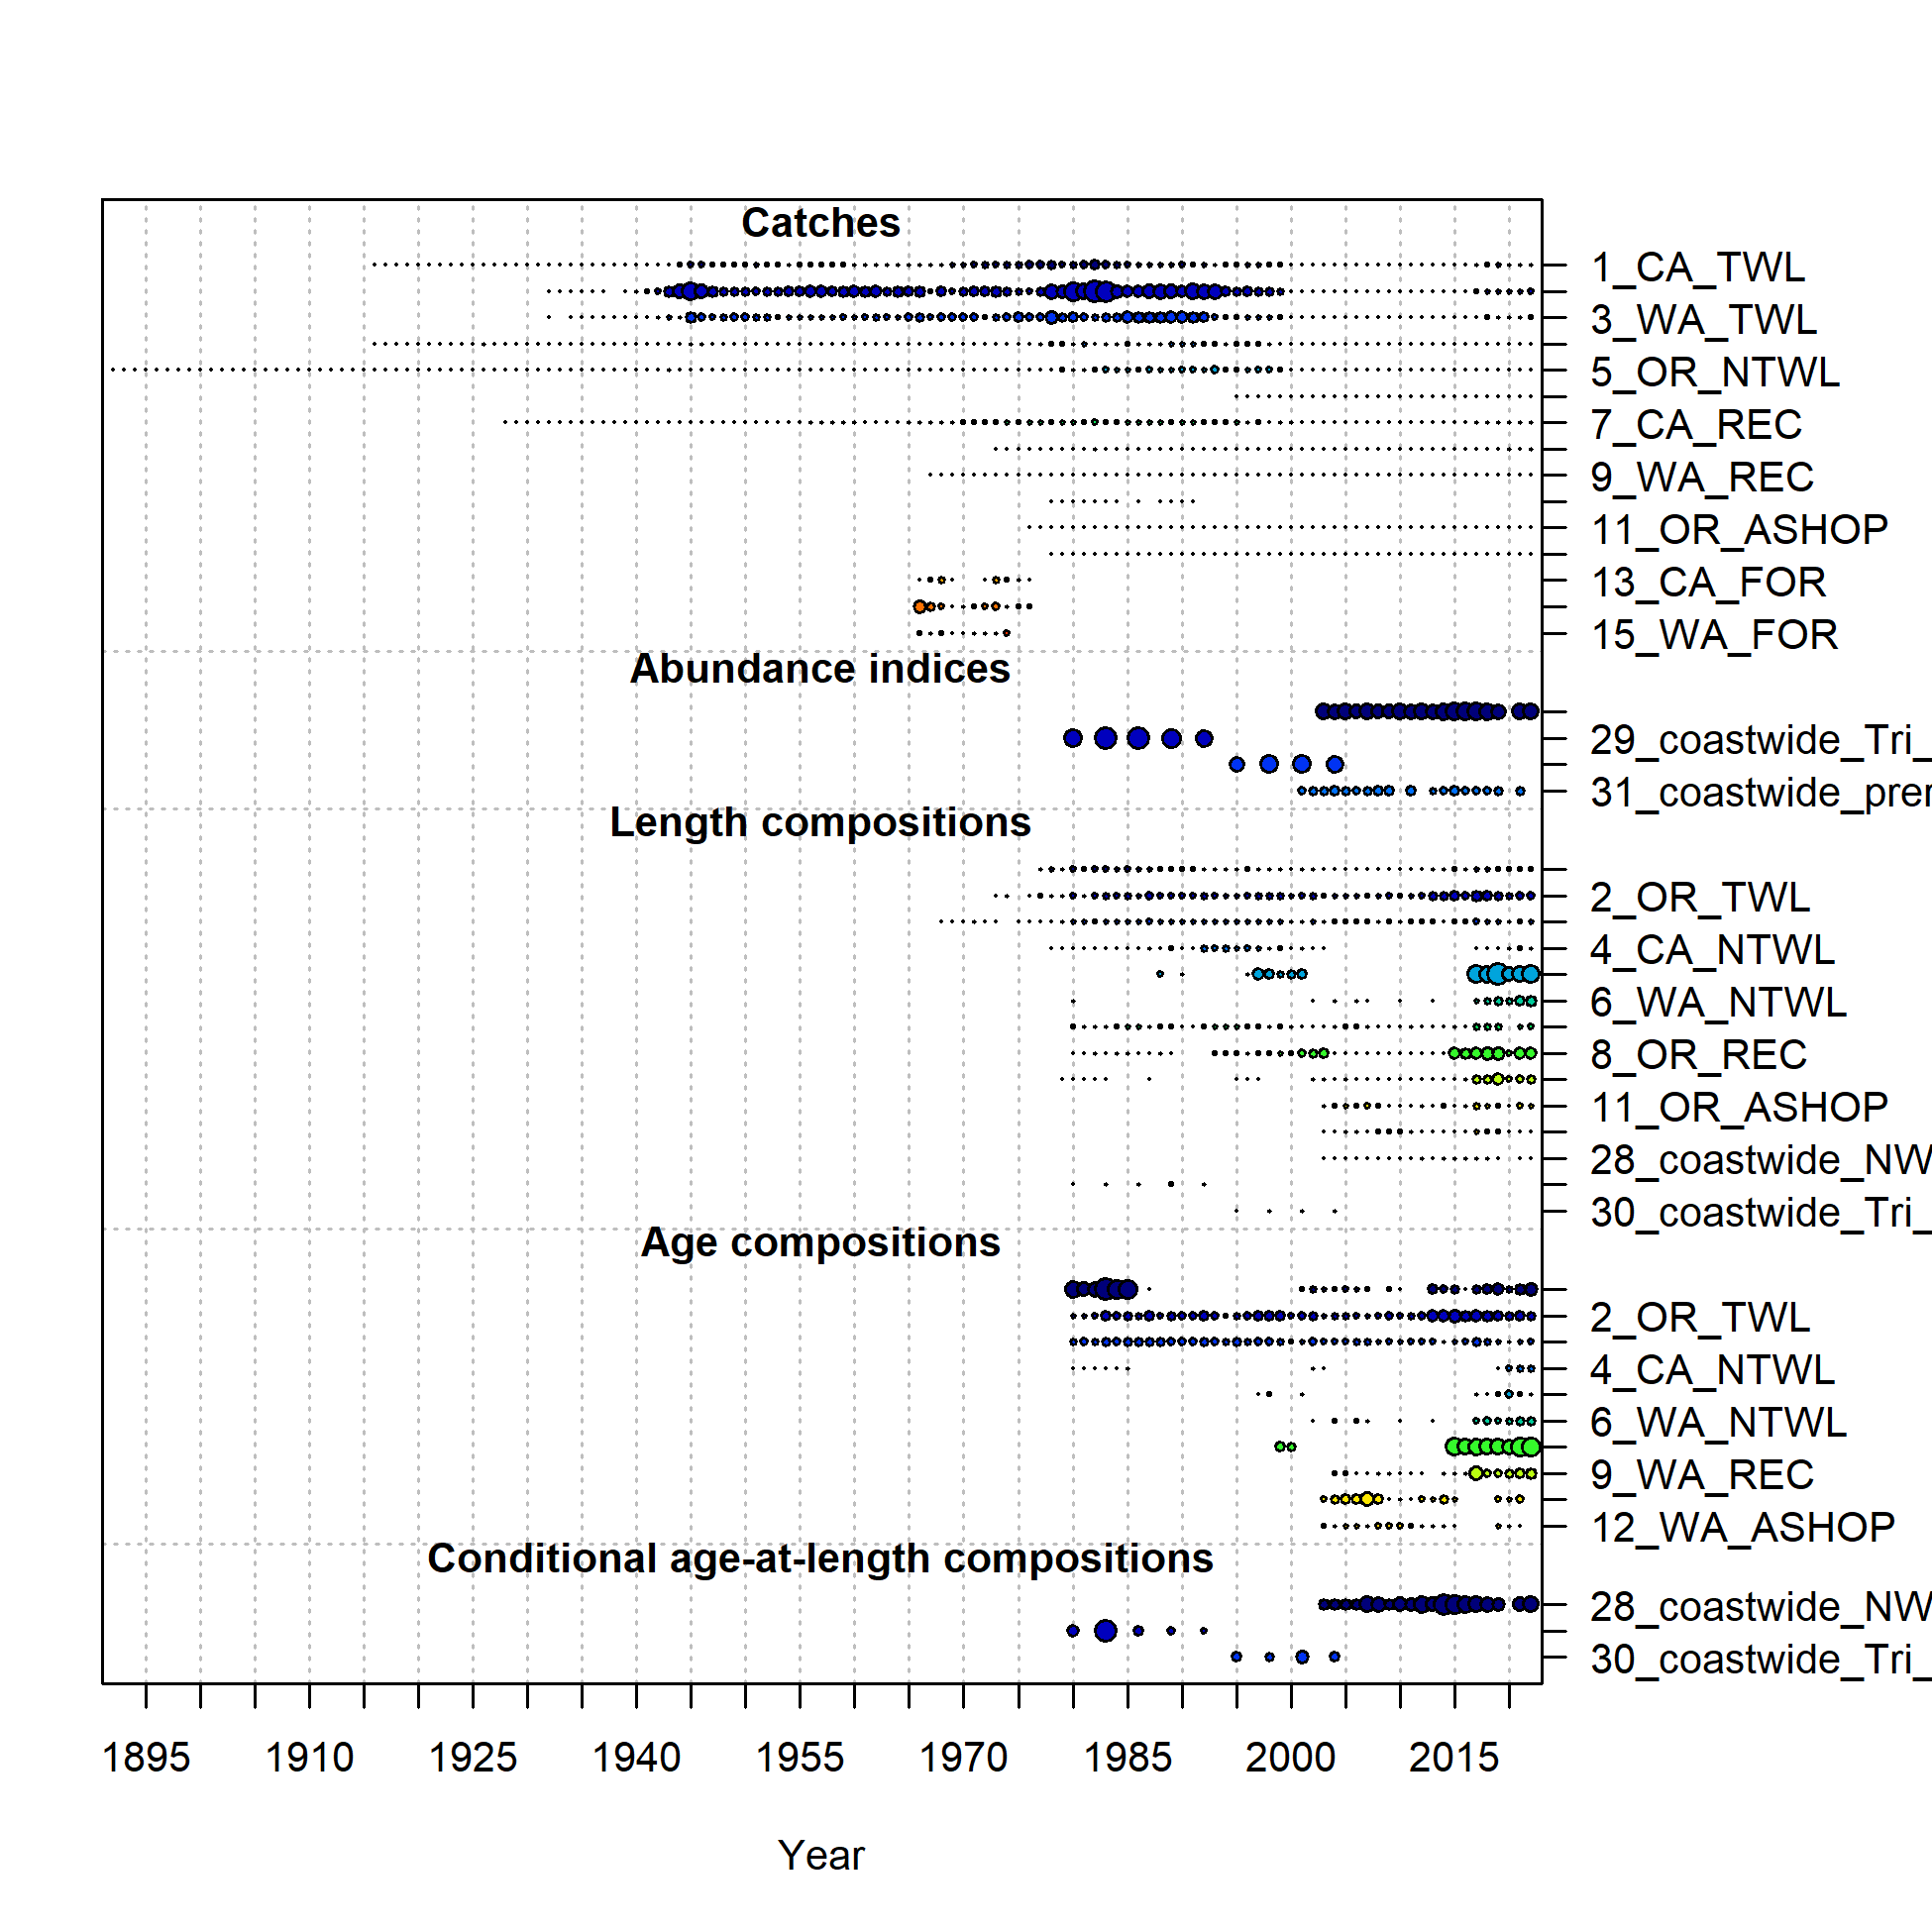 Catches
1_CA_TWL
3_WA_TWL
5_OR_NTWL
7_CA_REC
9_WA_REC
11_OR_ASHOP
13_CA_FOR
15_WA_FOR
Abundance indices
29_coastwide_Tri_
31_coastwide_prer
Length compositions
2_OR_TWL
4_CA_NTWL
6_WA_NTWL
8_OR_REC
11_OR_ASHOP
28_coastwide_NW
30_coastwide_Tri_
Age compositions
2_OR_TWL
4_CA_NTWL
6_WA_NTWL
9_WA_REC
12_WA_ASHOP
Conditional age-at-length compositions
28_coastwide_NW
30_coastwide_Tri_
1895 1910 1925 1940 1955 1970 1985 2000 2015
Year